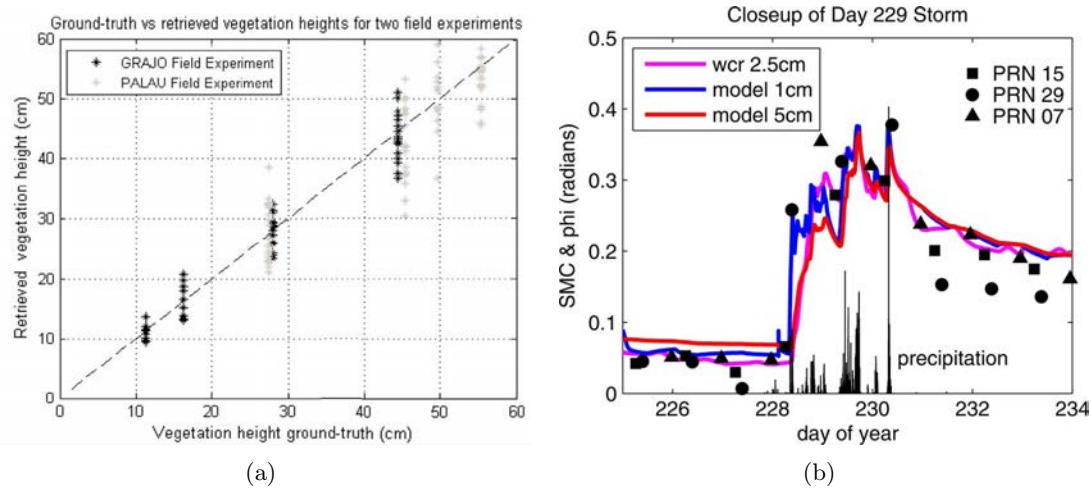 Ground-truth vs retrieved vegetation heights for two field experiments
60
50
40
30
20
10
0
0
10
20
30
40
50
60
Retrieved vegetation height (cm)
Vegetation height ground-truth (cm)
GRAJO Field Experiment
PALAU Field Experiment
(a)
Closeup of Day 229 Storm
0.5
0.4
0.3
0.2
0.1
0
SMC & phi (radians)
wcr 2.5cm
model 1cm
model 5cm
PRN 15
PRN 29
PRN 07
precipitation
226
228
230
232
234
day of year
(b)